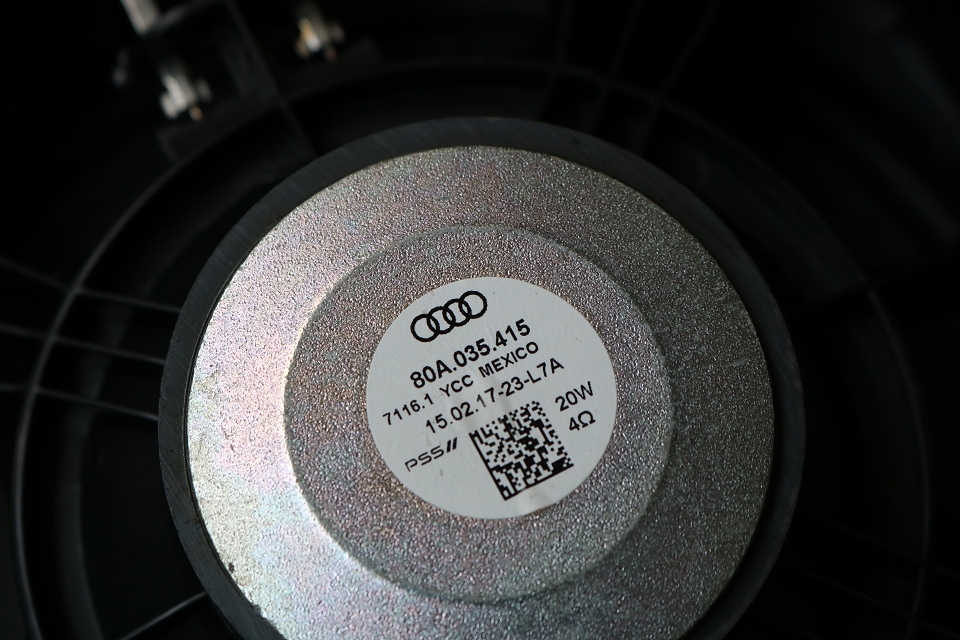 80A.035.415
7116.1 YCC MEXICO
15.02.17-23-L7A
PSS 20W
4Ω